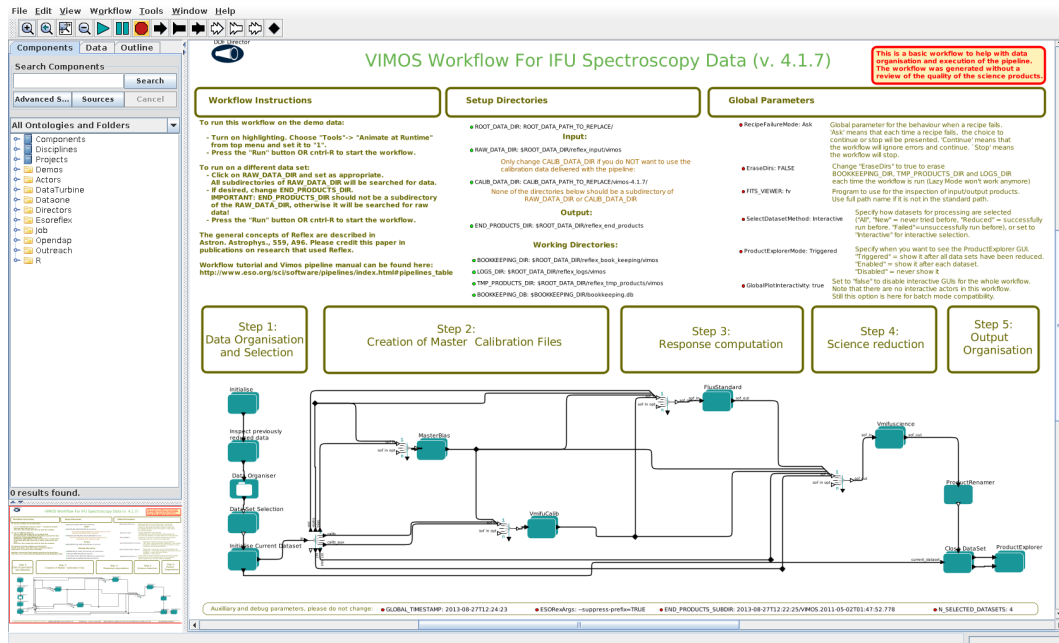 File Edit View Workflow Tools Window Help
Components Data Outline
Search Components
Search
Advanced S... Sources Cancel
All Ontologies and Folders
Components
Disciplines
Projects
Demos
Actors
DataTurbine
Dataone
Directors
Esoreflex
Job
Opendap
Outreach
R
0 results found.
DDF Director
VIMOS Workflow For IFU Spectroscopy Data (v. 4.1.7)
This is a basic workflow to help with data
organisation and execution of the pipeline.
The workflow was generated without a
review of the quality of the science products.
Workflow Instructions
To run this workflow on the demo data:
- Turn on highlighting. Choose "Tools"-> "Animate at Runtime"
from top menu and set it to "1".
- Press the "Run" button OR cntrl-R to start the workflow.
To run on a different data set:
- Click on RAW_DATA_DIR and set as appropriate.
All subdirectories of RAW_DATA_DIR will be searched for data.
- If desired, change END_PRODUCTS_DIR.
IMPORTANT: END_PRODUCTS_DIR should not be a subdirectory
of the RAW_DATA_DIR, otherwise it will be searched for raw
data!
- Press the "Run" button OR cntrl-R to start the workflow.
The general concepts of Reflex are described in
Astron. Astrophys., 559, A96. Please credit this paper in
publications on research that used Reflex.
Workflow tutorial and Vimos pipeline manual can be found here:
http://www.eso.org/sci/software/pipelines/index.html#pipelines_table
Setup Directories
ROOT_DATA_DIR: ROOT_DATA_PATH_TO_REPLACE/
Input:
RAW_DATA_DIR: $ROOT_DATA_DIR/reflex_input/vimos
Only change CALIB_DATA_DIR if you do NOT want to use the
calibration data delivered with the pipeline:
CALIB_DATA_DIR: CALIB_DATA_PATH_TO_REPLACE/vimos-4.1.7/
None of the directories below should be a subdirectory of
RAW_DATA_DIR or CALIB_DATA_DIR
Output:
END_PRODUCTS_DIR: $ROOT_DATA_DIR/reflex_end_products
Working Directories:
BOOKKEEPING_DIR: $ROOT_DATA_DIR/reflex_book_keeping/vimos
LOGS_DIR: $ROOT_DATA_DIR/reflex_logs/vimos
TMP_PRODUCTS_DIR: $ROOT_DATA_DIR/reflex_tmp_products/vimos
BOOKKEEPING_DB: $BOOKKEEPING_DIR/bookkeeping.db
Global Parameters
RecipeFailureMode: Ask
Global parameter for the behaviour when a recipe fails.
'Ask' means that each time a recipe fails, the choice to
continue or stop will be presented. 'Continue' means that
the workflow will ignore errors and continue. `Stop' means
the workflow will stop.
EraseDirs: FALSE
Change "EraseDirs" to true to erase
BOOKKEEPING_DIR, TMP_PRODUCTS_DIR and LOGS_DIR
each time the workflow is run (Lazy Mode won't work anymore)
FITS_VIEWER: fv
Program to use for the inspection of input/output products.
Use full path name if it is not in the standard path.
SelectDatasetMethod: Interactive
Specify how datasets for processing are selected
("All", "New" = never tried before, "Reduced" = successfully
run before, "Failed"=unsuccessfully run before), or set to
"Interactive" for interactive selection.
ProductExplorerMode: Triggered
Specify when you want to see the ProductExplorer GUI.
"Triggered" = show it after all data sets have been reduced.
"Enabled" = show it after each dataset.
"Disabled" = never show it
GlobalPlotInteractivity: true
Set to "false" to disable interactive GUIs for the whole workflow.
Note that there are no interactive actors in this workflow.
Still this option is here for batch mode compatibility.
Step 1:
Data Organisation
and Selection
Step 2:
Creation of Master Calibration Files
Step 3:
Response computation
Step 4:
Science reduction
Step 5:
Output
Organisation
Initialise
Inspect previously
reduced data
Data Organiser
DataSet Selection
Initialise Current Dataset
MasterBias
VmifuCalib
FluxStandard
Vmifuscience
ProductRenamer
Close DataSet
ProductExplorer
current_dataset
Auxiliary and debug parameters, please do not change: GLOBAL_TIMESTAMP: 2013-08-27T12:24:23 ESORexArgs: --suppress-prefix=TRUE END_PRODUCTS_SUBDIR: 2013-08-27T12:22:25/VIMOS.2011-05-02T01:47:52.778 N_SELECTED_DATASETS: 4